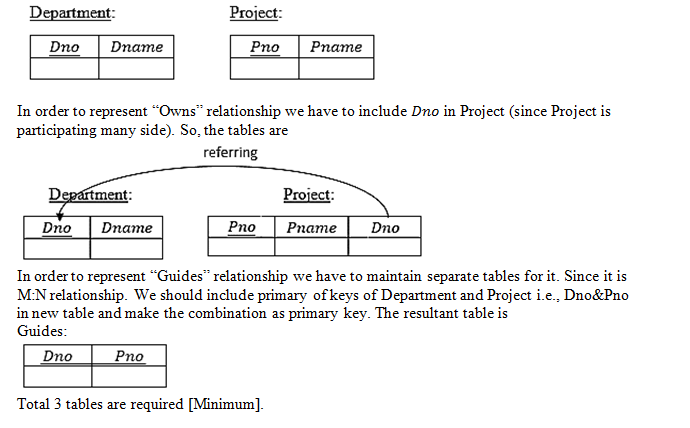 Department: Project:
Dno Dname Pno Pname
In order to represent “Owns” relationship we have to include Dno in Project (since Project is
participating many side). So, the tables are
referring
Department: Project:
Dno Dname Pno Pname Dno
In order to represent “Guides” relationship we have to maintain separate tables for it. Since it is
M:N relationship. We should include primary of keys of Department and Project i.e., Dno&Pno
in new table and make the combination as primary key. The resultant table is
Guides:
Dno Pno
Total 3 tables are required [Minimum].